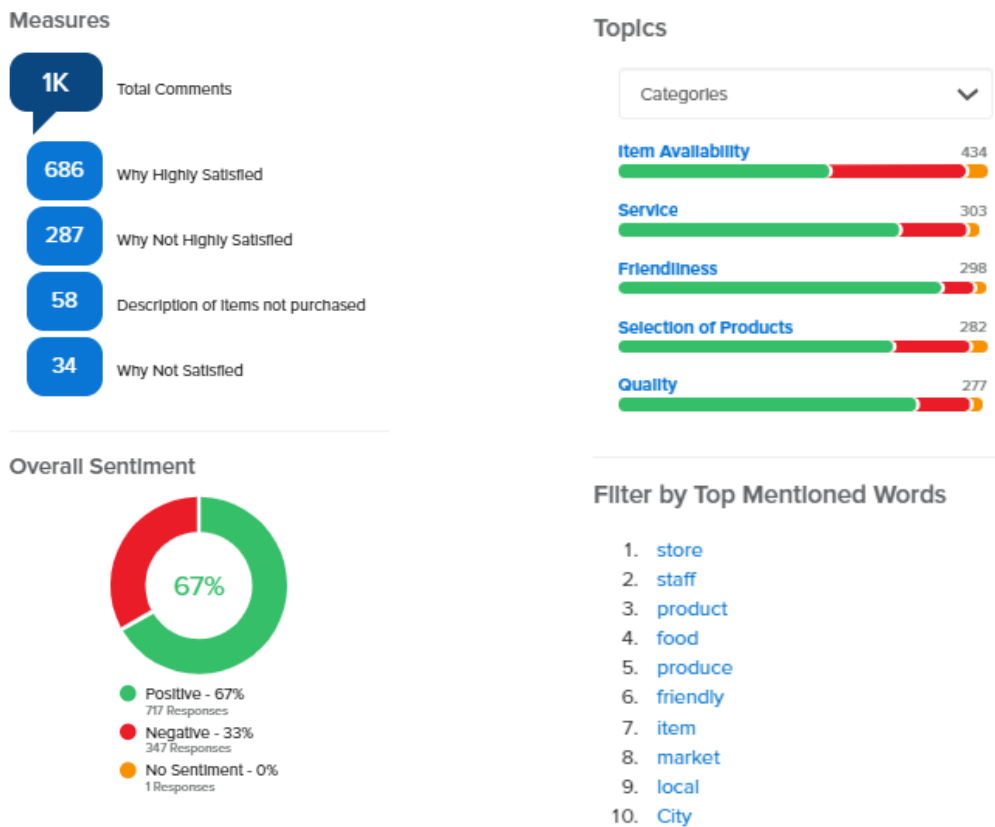 Measures
1K
Total Comments
686
Why Highly Satisfied
287
Why Not Highly Satisfied
58
Description of items not purchased
34
Why Not Satisfied
Overall Sentiment
67%
Positive - 67%
717 Responses
Negative - 33%
347 Responses
No Sentiment - 0%
1 Responses
Topics
Categories
Item Availability 434
Service 303
Friendliness 298
Selection of Products 282
Quality 277
Filter by Top Mentioned Words
1. store
2. staff
3. product
4. food
5. produce
6. friendly
7. item
8. market
9. local
10. City